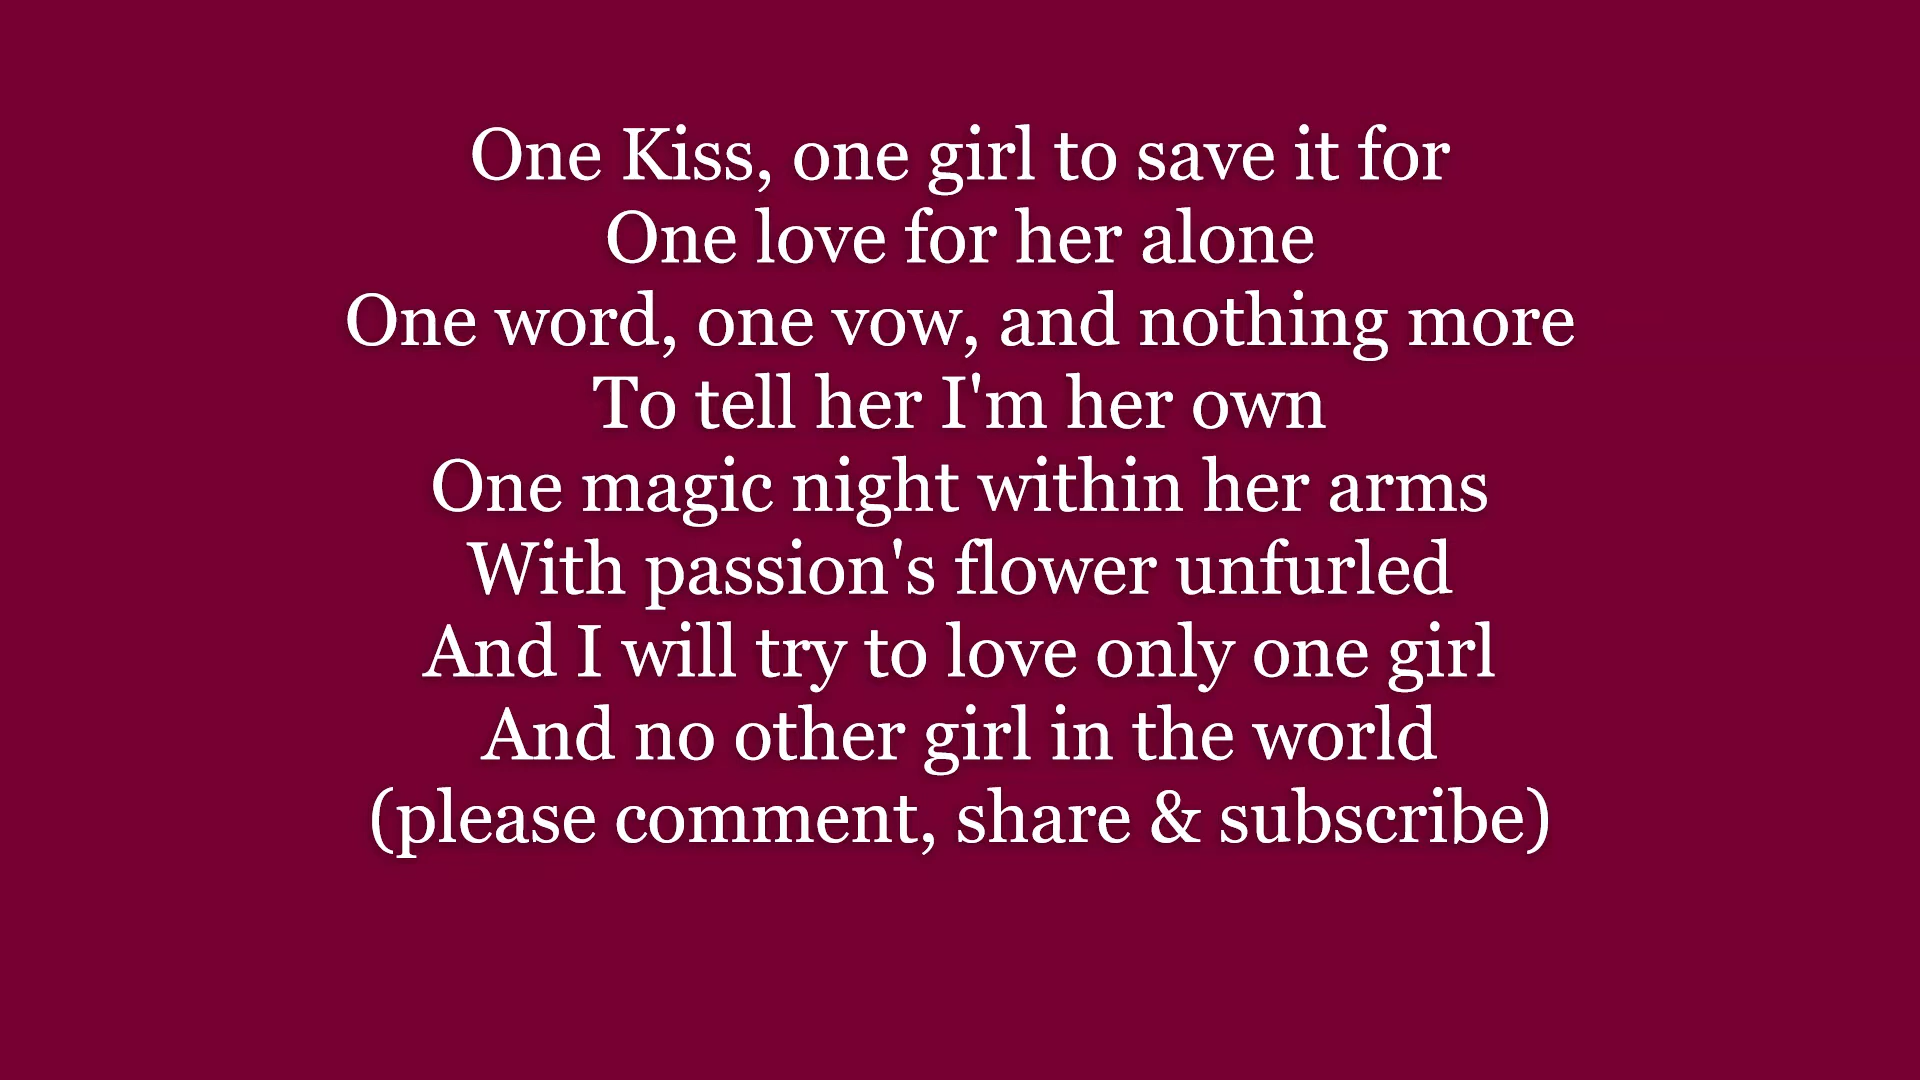 One Kiss, one girl to save it for
One love for her alone
One word, one vow, and nothing more
To tell her I'm her own
One magic night within her arms
With passion's flower unfurled
And I will try to love only one girl
And no other girl in the world
(please comment, share & subscribe)